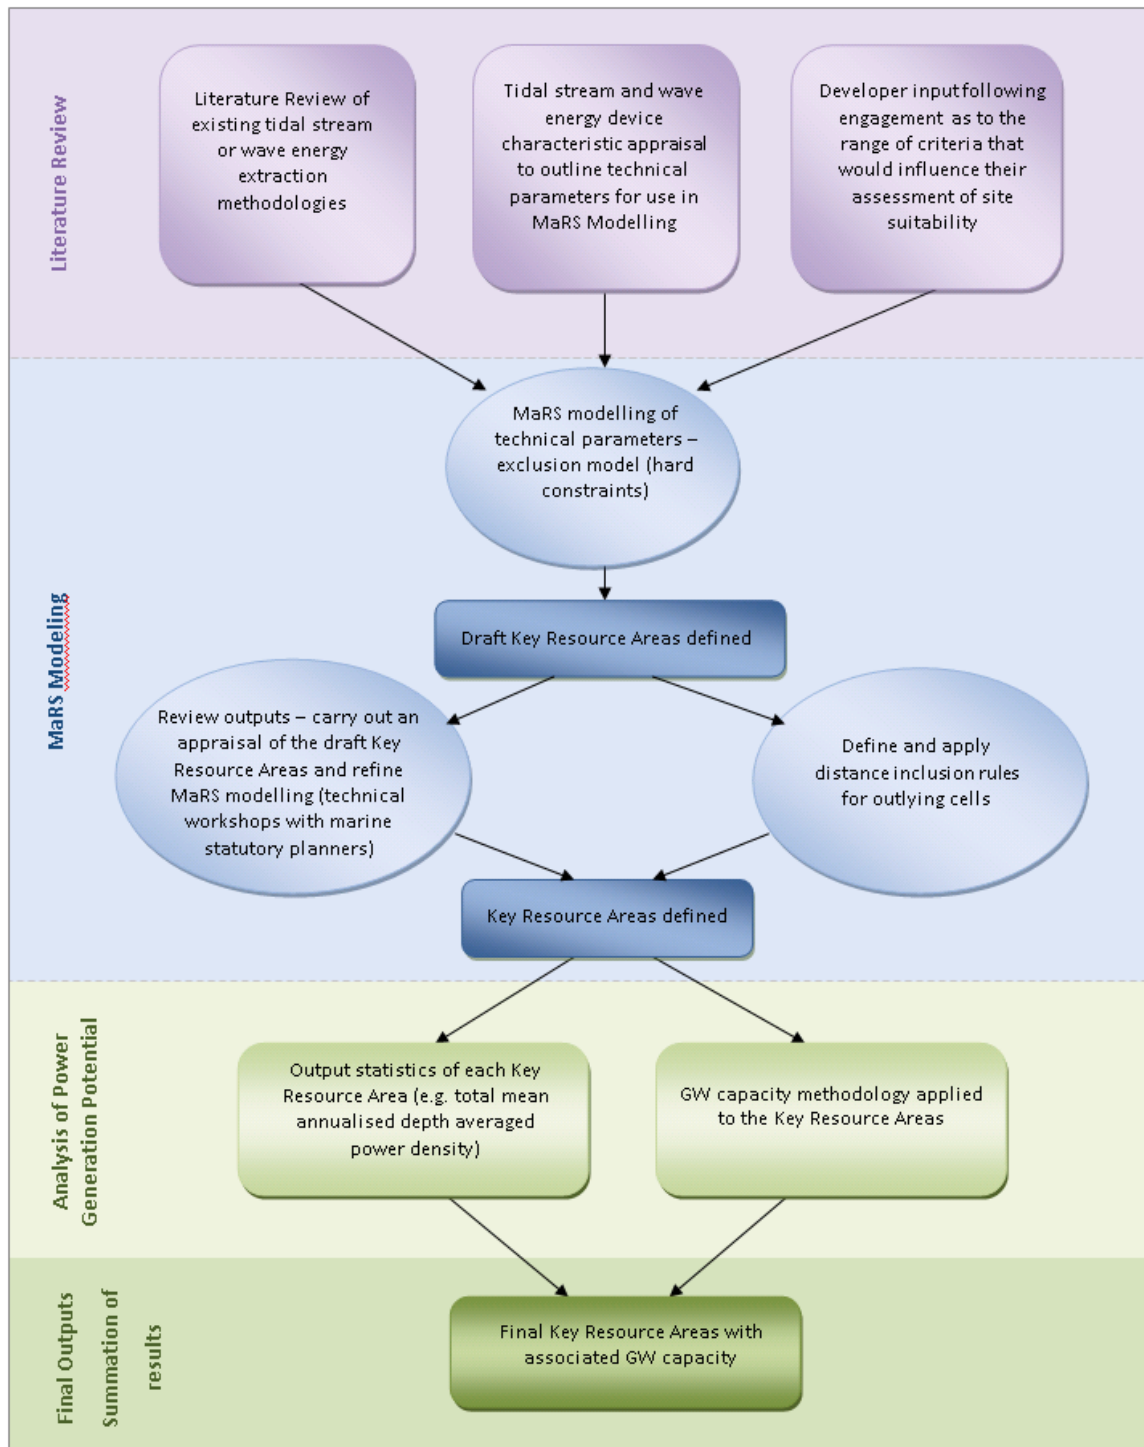 Literature Review
Literature Review of
existing tidal stream
or wave energy
extraction
methodologies
Tidal stream and wave
energy device
characteristic appraisal
to outline technical
parameters for use in
MaRS Modelling
Developer input following
engagement as to the
range of criteria that
would influence their
assessment of site
suitability
MaRS Modeling
MaRS modelling of
technical parameters –
exclusion model (hard
constraints)
Draft Key Resource Areas defined
Review outputs – carry out an
appraisal of the draft Key
Resource Areas and refine
MaRS modelling (technical
workshops with marine
statutory planners)
Define and apply
distance inclusion rules
for outlying cells
Key Resource Areas defined
Analysis of Power
Generation Potential
Output statistics of each Key
Resource Area (e.g. total mean
annualised depth averaged
power density)
GW capacity methodology applied
to the Key Resource Areas
Final Outputs
Summation of
results
Final Key Resource Areas with
associated GW capacity